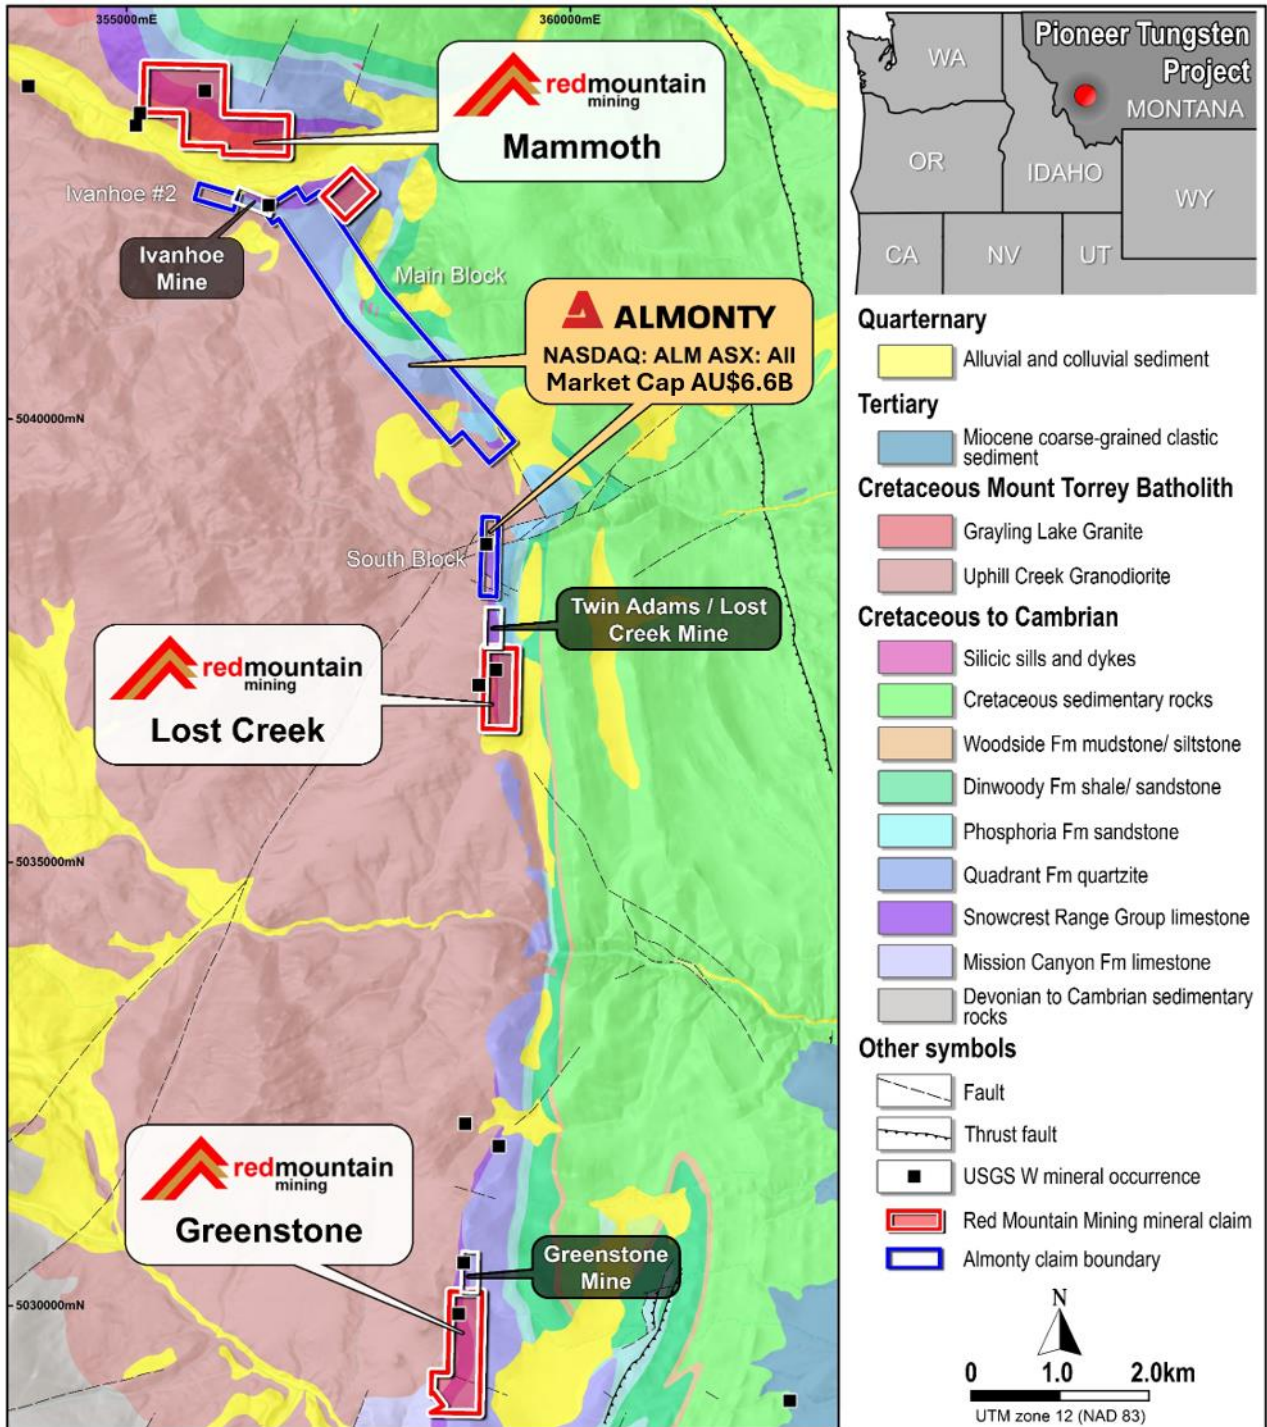 355000mE
360000mE
redmountain
mining
Mammoth
Ivanhoe #2
Ivanhoe
Mine
Main Block
ALMONTY
NASDAQ: ALM ASX: AII
Market Cap AU$6.6B
5040000mN
South Block
Twin Adams / Lost
Creek Mine
redmountain
mining
Lost Creek
5035000mN
redmountain
mining
Greenstone
Greenstone
Mine
5030000mN
Pioneer Tungsten
Project
WA
MONTANA
OR
IDAHO
WY
CA
NV
UT
Quarternary
Alluvial and colluvial sediment
Tertiary
Miocene coarse-grained clastic
sediment
Cretaceous Mount Torrey Batholith
Grayling Lake Granite
Uphill Creek Granodiorite
Cretaceous to Cambrian
Silicic sills and dykes
Cretaceous sedimentary rocks
Woodside Fm mudstone/ siltstone
Dinwoody Fm shale/ sandstone
Phosphoria Fm sandstone
Quadrant Fm quartzite
Snowcrest Range Group limestone
Mission Canyon Fm limestone
Devonian to Cambrian sedimentary
rocks
Other symbols
Fault
Thrust fault
USGS W mineral occurrence
Red Mountain Mining mineral claim
Almonty claim boundary
N
0 1.0 2.0km
UTM zone 12 (NAD 83)